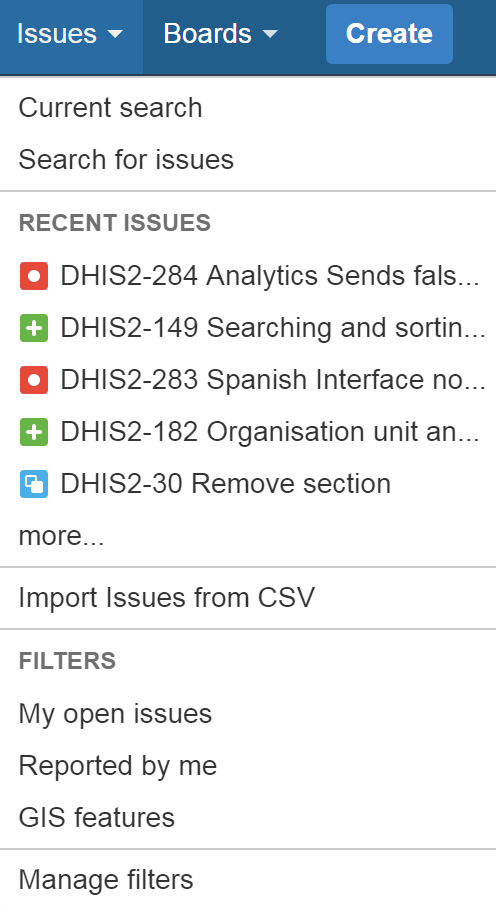 Issues Boards Create
Current search
Search for issues
RECENT ISSUES
DHIS2-284 Analytics Sends fals...
DHIS2-149 Searching and sortin...
DHIS2-283 Spanish Interface no...
DHIS2-182 Organisation unit an...
DHIS2-30 Remove section
more...
Import Issues from CSV
FILTERS
My open issues
Reported by me
GIS features
Manage filters